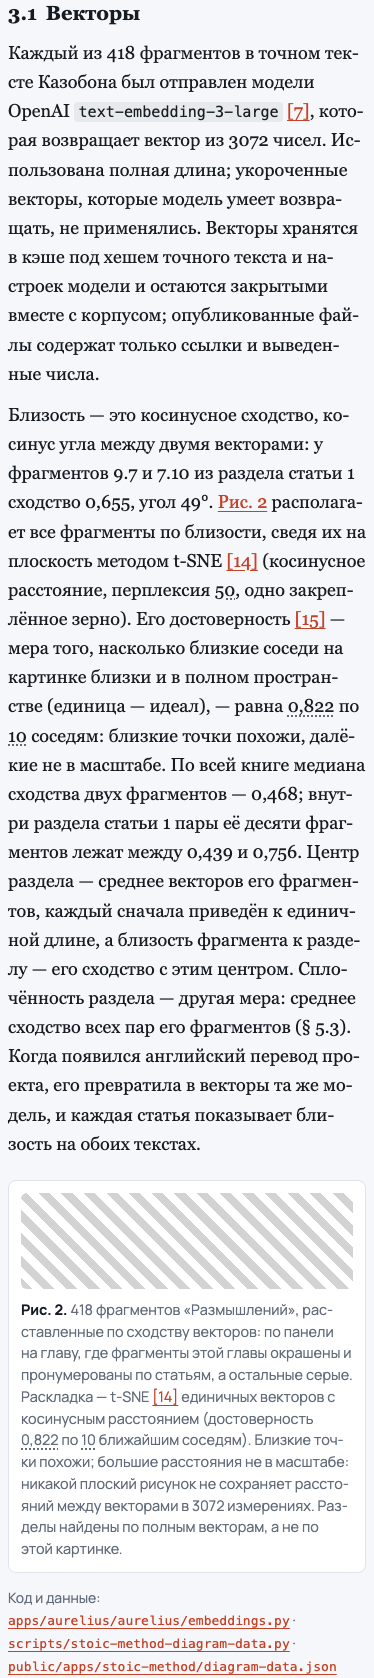 3.1 Векторы
Каждый из 418 фрагментов в точном тек-
сте Казобона был отправлен модели
OpenAI text-embedding-3-large [7], кото-
рая возвращает вектор из 3072 чисел. Ис-
пользована полная длина; укороченные
векторы, которые модель умеет возвра-
щать, не применялись. Векторы хранятся
в кэше под хешем точного текста и на-
строек модели и остаются закрытыми
вместе с корпусом; опубликованные фай-
лы содержат только ссылки и выведен-
ные числа.
Близость — это косинусное сходство, ко-
синус угла между двумя векторами: у
фрагментов 9.7 и 7.10 из раздела статьи 1
сходство 0,655, угол 49°. Рис. 2 располага-
ет все фрагменты по близости, сведя их на
плоскость методом t-SNE [14] (косинусное
расстояние, перплексия 50, одно закреп-
лённое зерно). Его достоверность [15] —
мера того, насколько близкие соседи на
картинке близки и в полном простран-
стве (единица — идеал), — равна 0,822 по
10 соседям: близкие точки похожи, далё-
кие не в масштабе. По всей книге медиана
сходства двух фрагментов — 0,468; внут-
ри раздела статьи 1 пары её десяти фраг-
ментов лежат между 0,439 и 0,756. Центр
раздела — среднее векторов его фрагмен-
тов, каждый сначала приведён к единич-
ной длине, а близость фрагмента к разде-
лу — его сходство с этим центром. Спло-
чённость раздела — другая мера: среднее
сходство всех пар его фрагментов (§ 5.3).
Когда появился английский перевод про-
екта, его превратила в векторы та же мо-
дель, и каждая статья показывает бли-
зость на обоих текстах.
Рис. 2. 418 фрагментов «Размышлений», рас-
ставленные по сходству векторов: по панели
на главу, где фрагменты этой главы окрашены и
пронумерованы по статьям, а остальные серые.
Раскладка — t-SNE [14] единичных векторов с
косинусным расстоянием (достоверность
0,822 по 10 ближайшим соседям). Близкие точ-
ки похожи; большие расстояния не в масштабе:
никакой плоский рисунок не сохраняет рассто-
яний между векторами в 3072 измерениях. Раз-
делы найдены по полным векторам, а не по
этой картинке.
Код и данные:
apps/aurelius/aurelius/embeddings.py ·
scripts/stoic-method-diagram-data.py ·
public/apps/stoic-method/diagram-data.json